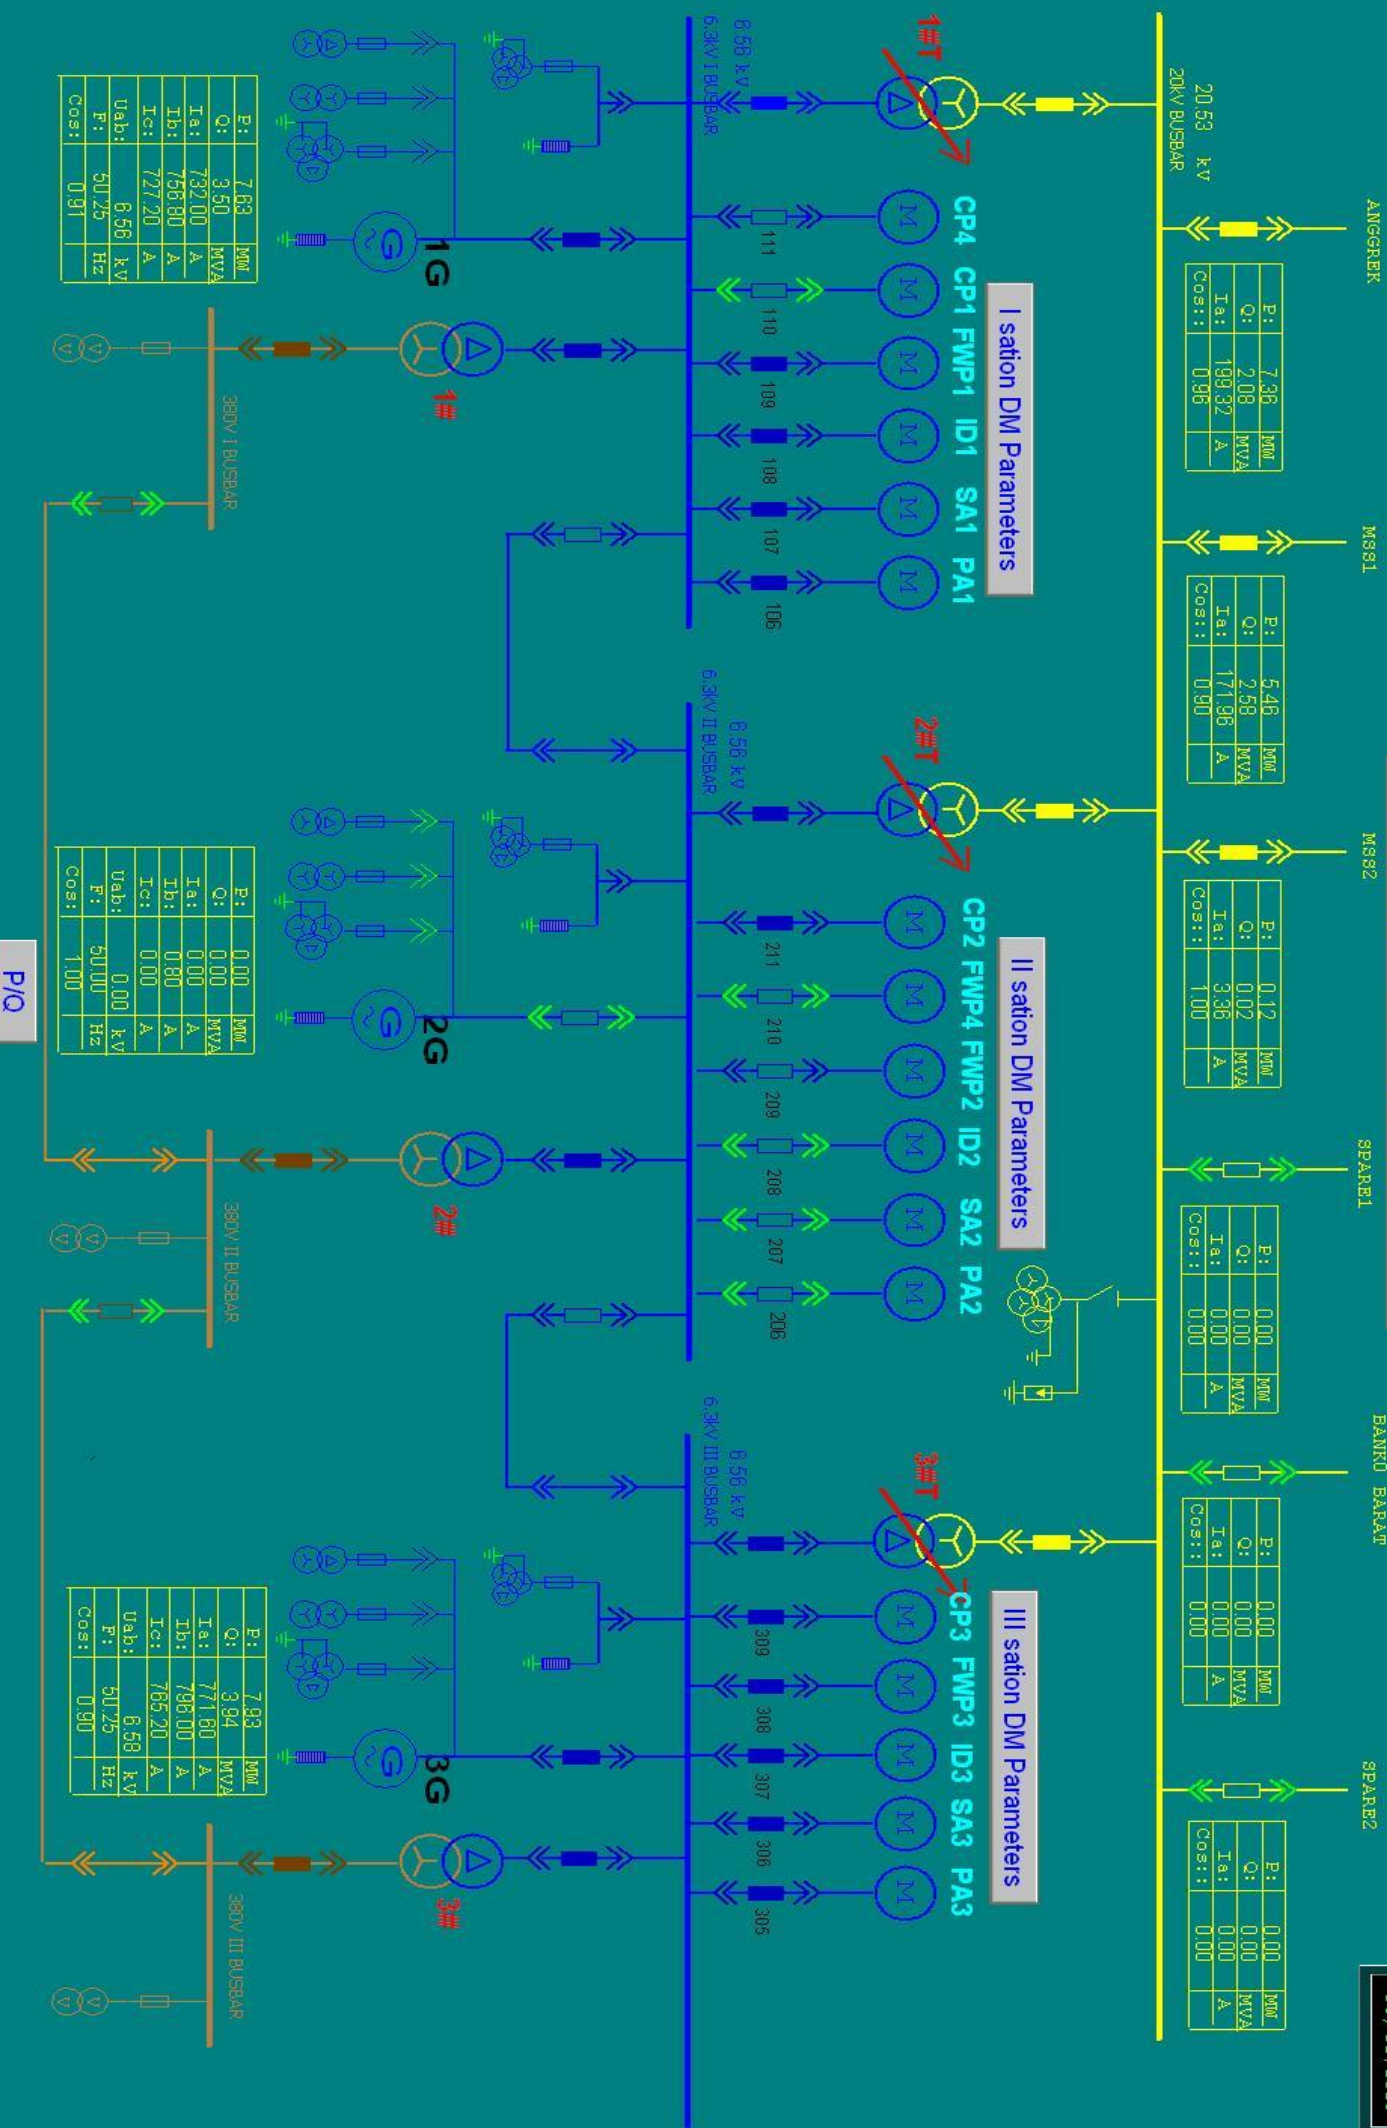 ANGGREK
MSS1
MSS2
SPARE1
BANKO BARAT
SPARE2
P: 7.36 MW
Q: 2.08 MVA
Ia: 199.32 A
Cos:: 0.96
P: 5.46 MW
Q: 2.58 MVA
Ia: 171.96 A
Cos:: 0.90
P: 0.12 MW
Q: 0.02 MVA
Ia: 3.36 A
Cos:: 1.00
P: 0.00 MW
Q: 0.00 MVA
Ia: 0.00 A
Cos:: 0.00
P: 0.00 MW
Q: 0.00 MVA
Ia: 0.00 A
Cos:: 0.00
P: 0.00 MW
Q: 0.00 MVA
Ia: 0.00 A
Cos:: 0.00
20.53 kV
20KV BUSBAR
I sation DM Parameters
II sation DM Parameters
III sation DM Parameters
1#T
CP4 CP1 FWP1 ID1 SA1 PA1
2#T
CP2 FWP4 FWP2 ID2 SA2 PA2
3#T
CP3 FWP3 ID3 SA3 PA3
M M M M M M
M M M M M M
M M M M M
111 110 109 108 107 106
211 210 209 208 207 206
309 308 307 306 305
6.56 kV
6.3kV I BUSBAR
6.56 kV
6.3kV II BUSBAR
6.56 kV
6.3kV III BUSBAR
1G
G
1#
2G
G
2#
3G
G
3#
P: 7.63 MW
Q: 3.50 MVA
Ia: 732.00 A
Ib: 756.80 A
Ic: 727.20 A
Uab: 6.56 kV
F: 50.25 Hz
Cos: 0.91
380V I BUSBAR
P: 0.00 MW
Q: 0.00 MVA
Ia: 0.00 A
Ib: 0.80 A
Ic: 0.00 A
Uab: 0.00 kV
F: 50.00 Hz
Cos: 1.00
380V II BUSBAR
P: 7.93 MW
Q: 3.94 MVA
Ia: 771.60 A
Ib: 796.00 A
Ic: 765.20 A
Uab: 6.58 kV
F: 50.25 Hz
Cos: 0.90
380V III BUSBAR
P/Q